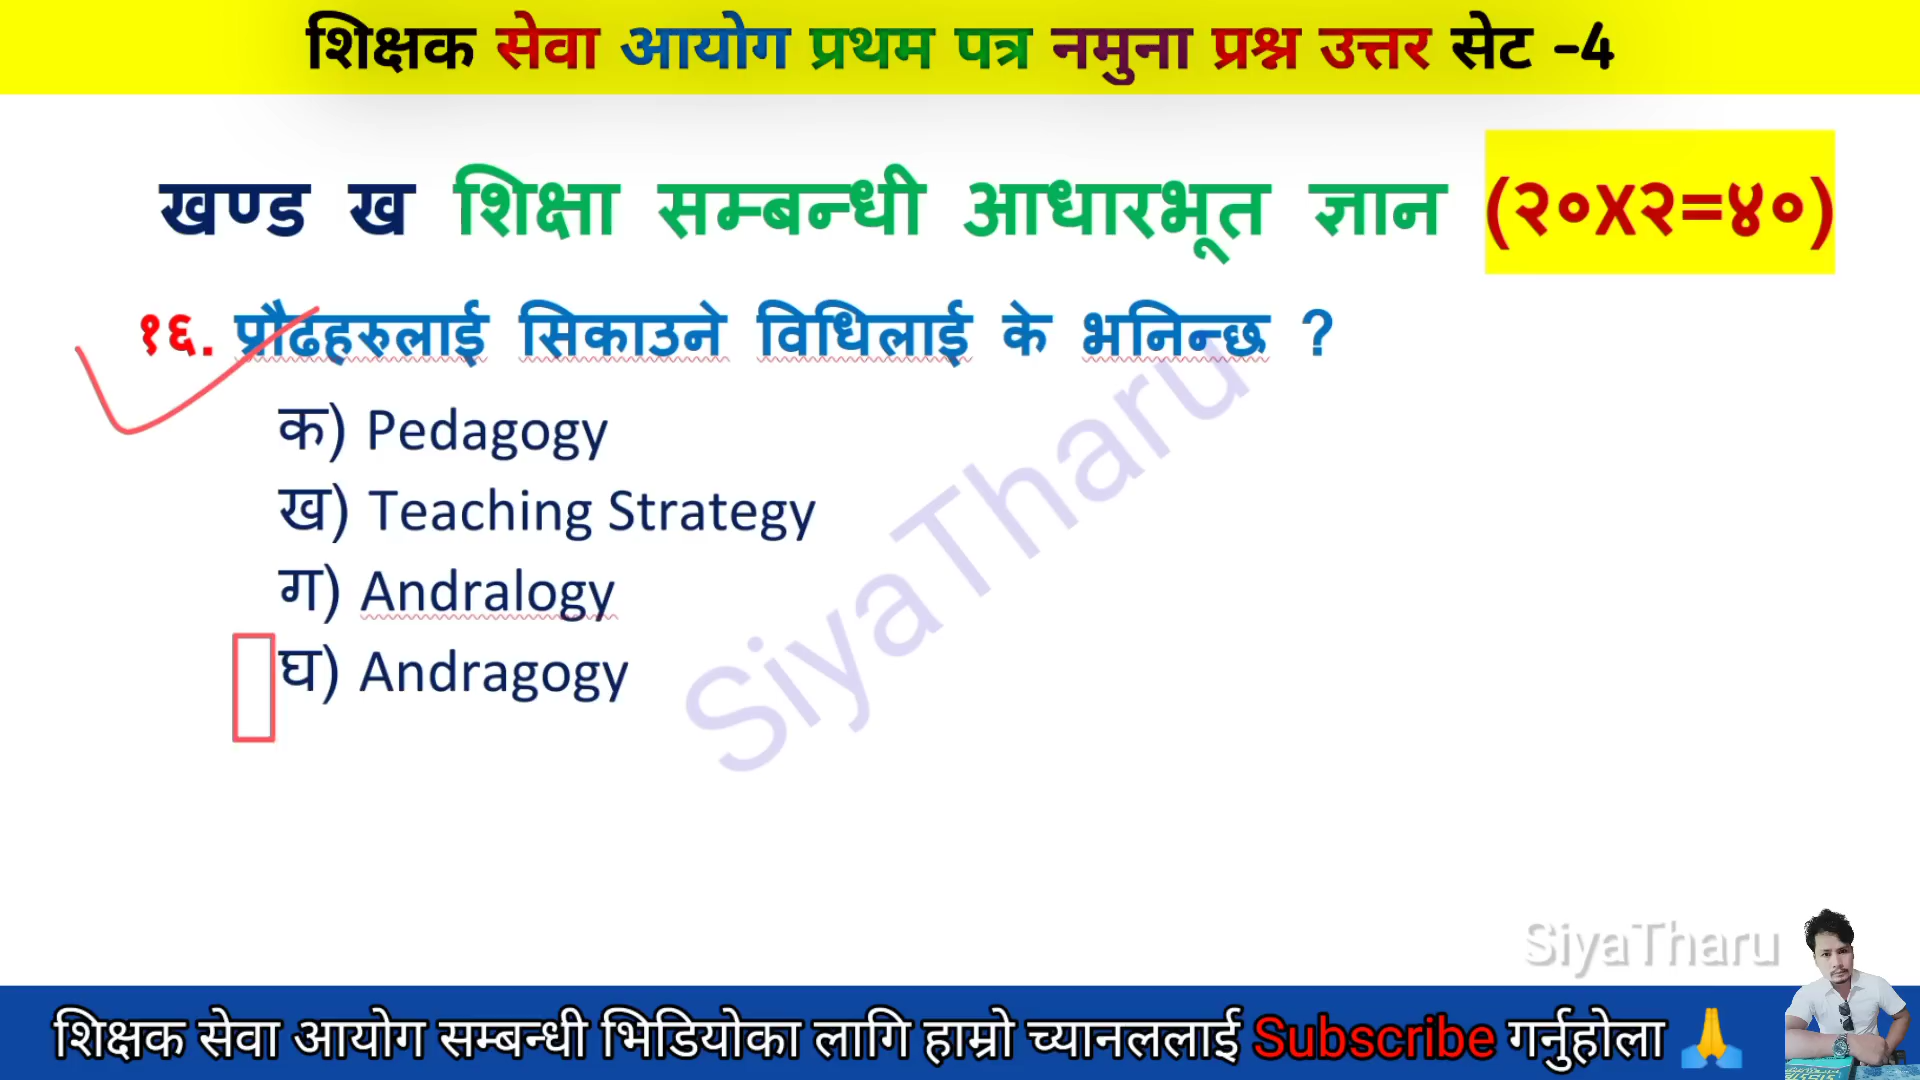 शिक्षक सेवा आयोग प्रथम पत्र नमुना प्रश्न उत्तर सेट -4
खण्ड ख शिक्षा सम्बन्धी आधारभूत ज्ञान (२०X२=४०)
१६. प्रौढहरुलाई सिकाउने विधिलाई के भनिन्छ ?
क) Pedagogy
ख) Teaching Strategy
ग) Andralogy
घ) Andragogy
SiyaTharu
SiyaTharu
शिक्षक सेवा आयोग सम्बन्धी भिडियोका लागि हाम्रो च्यानललाई Subscribe गर्नुहोला 🙏